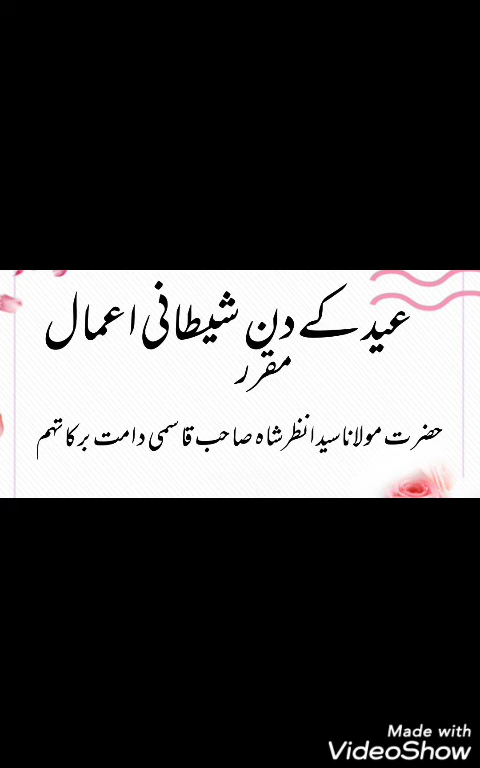 عید کے دن شیطانی اعمال
مقرر
حضرت مولانا سید انظر شاہ صاحب قاسمی دامت برکاتہم
Made with
VideoShow